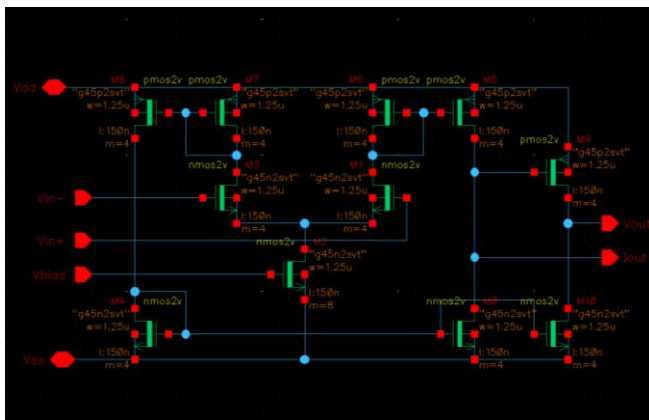 M8 pmos2v pmos2v M7
M6 pmos2v pmos2v M5
Vdd
"g45p2svt"
w=1.25u
l:150n
m=4
"g45p2svt"
w=1.25u
l:150n
m=4
"g45p2svt"
w=1.25u
l:150n
m=4
"g45p2svt"
w=1.25u
l:150n
m=4
pmos2v M9
"g45p2svt"
w=1.25u
l:150n
m=4
nmos2v M3
"g45n2svt"
w=1.25u
l:150n
m=4
nmos2v M1
"g45n2svt"
w=1.25u
l:150n
m=4
Vin-
Vin+
Vbias
Vout
Iout
nmos2v M2
"g45n2svt"
w=1.25u
l:150n
m=8
M4 nmos2v
"g45n2svt"
w=1.25u
l:150n
m=4
nmos2v
"g45n2svt"
w=1.25u
l:150n
m=4
nmos2v M10
"g45n2svt"
w=1.25u
l:150n
m=4
Vss